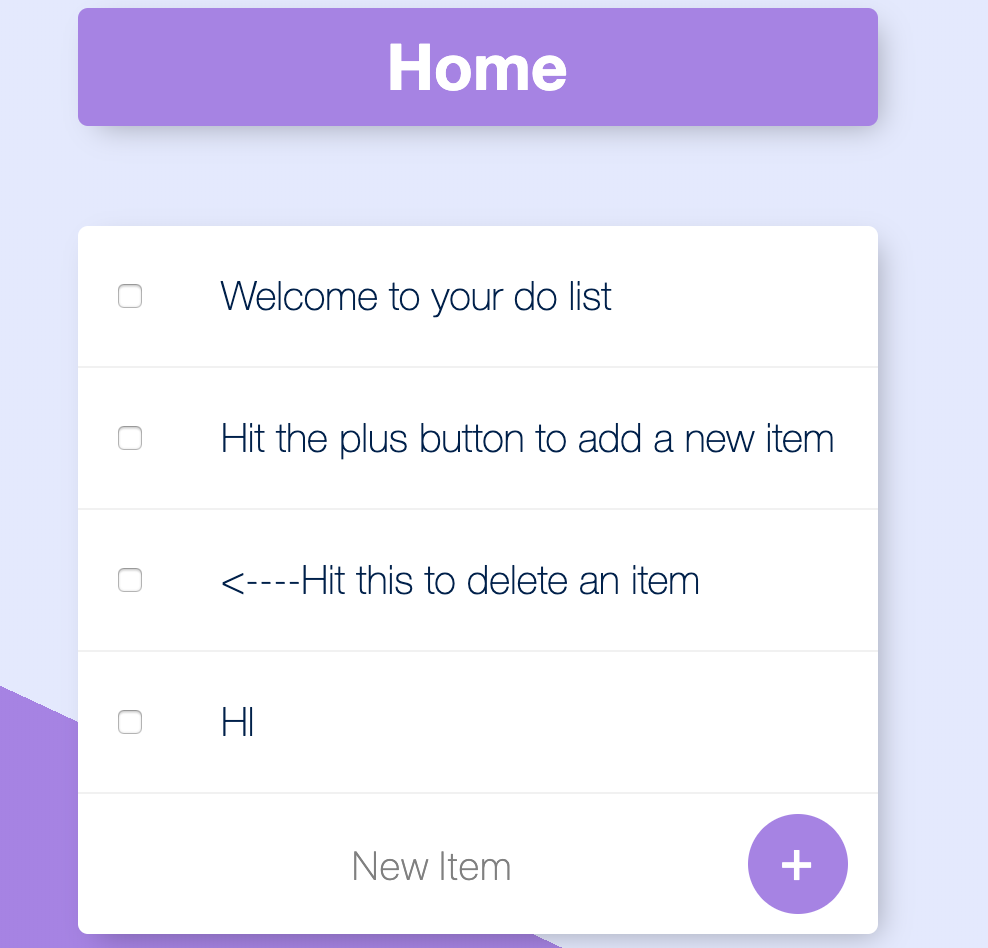 Home
Welcome to your do list
Hit the plus button to add a new item
<----Hit this to delete an item
HI
New Item
+